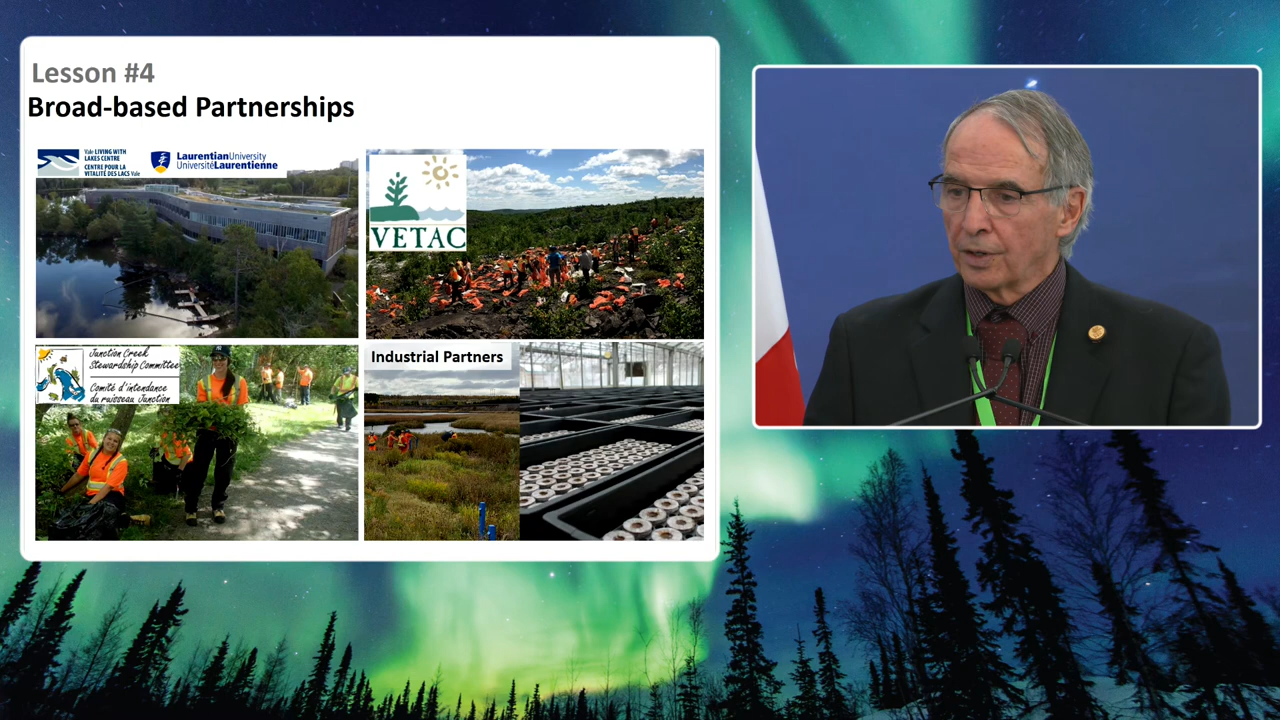 Lesson #4
Broad-based Partnerships
Vale LIVING WITH
LAKES CENTRE
CENTRE POUR LA
VITALITÉ DES LACS Vale
LaurentianUniversity
UniversitéLaurentienne
VETAC
Junction Creek
Stewardship Committee
Comité d'intendance
du ruisseau Junction
Industrial Partners